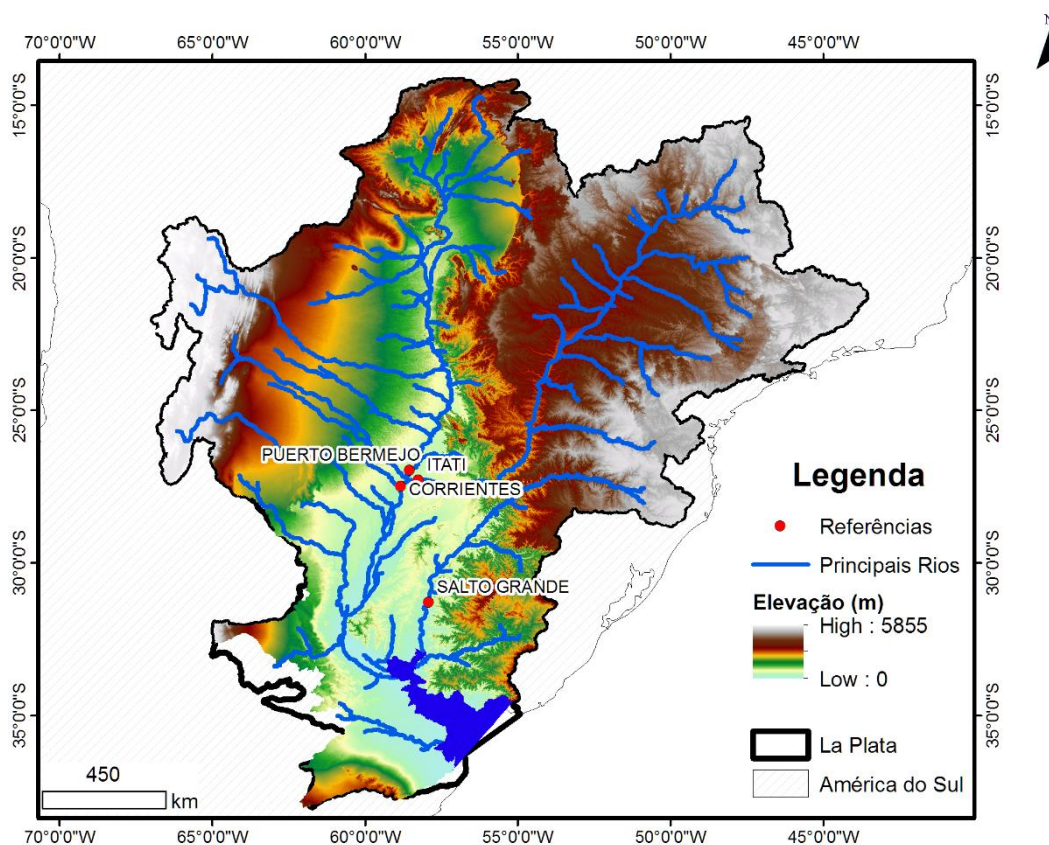 N
70°0'0"W 65°0'0"W 60°0'0"W 55°0'0"W 50°0'0"W 45°0'0"W
15°0'0"S
15°0'0"S
20°0'0"S
20°0'0"S
25°0'0"S
25°0'0"S
PUERTO BERMEJO
ITATI
CORRIENTES
30°0'0"S
30°0'0"S
SALTO GRANDE
35°0'0"S
35°0'0"S
Legenda
Referências
Principais Rios
Elevação (m)
High : 5855
Low : 0
La Plata
América do Sul
450
km
70°0'0"W 65°0'0"W 60°0'0"W 55°0'0"W 50°0'0"W 45°0'0"W